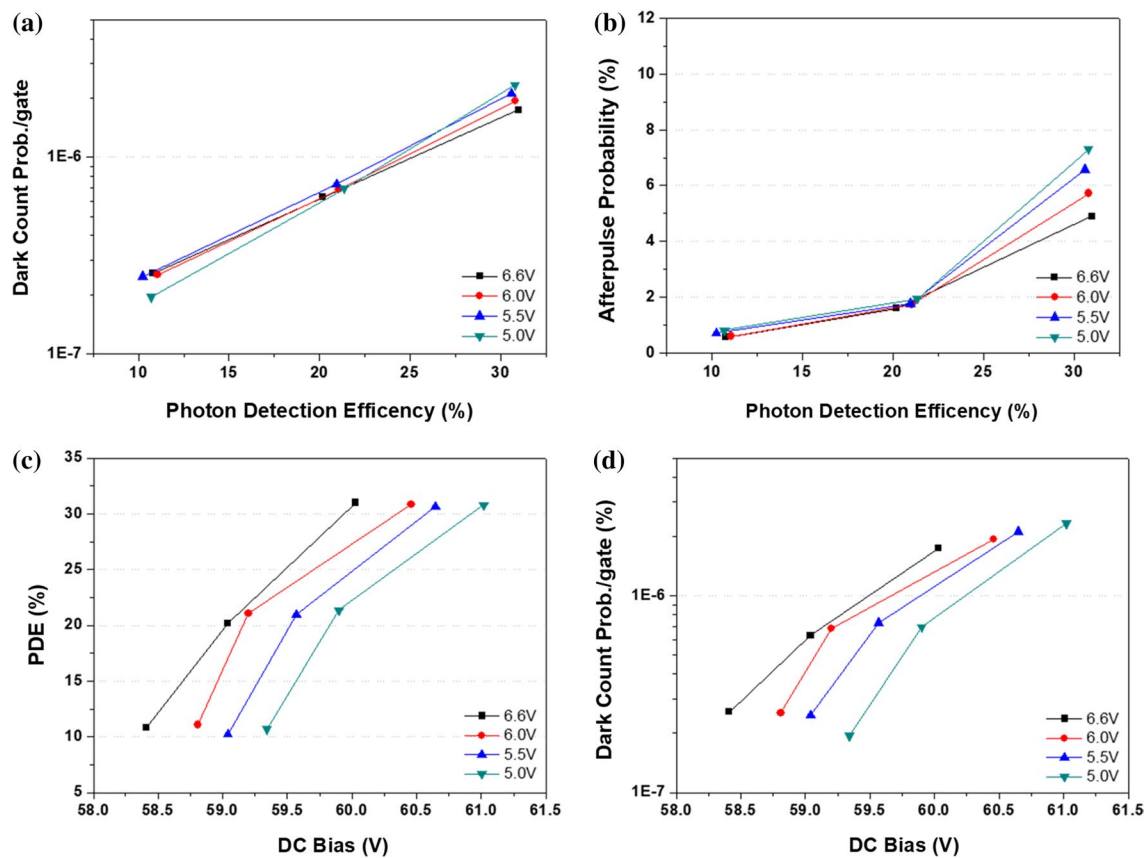 (a)
Dark Count Prob./gate
1E-6
1E-7
10 15 20 25 30
Photon Detection Efficency (%)
6.6V
6.0V
5.5V
5.0V
(b)
Afterpulse Probability (%)
12
10
8
6
4
2
0
10 15 20 25 30
Photon Detection Efficency (%)
6.6V
6.0V
5.5V
5.0V
(c)
PDE (%)
35
30
25
20
15
10
5
58.0 58.5 59.0 59.5 60.0 60.5 61.0 61.5
DC Bias (V)
6.6V
6.0V
5.5V
5.0V
(d)
Dark Count Prob./gate (%)
1E-6
1E-7
58.0 58.5 59.0 59.5 60.0 60.5 61.0 61.5
DC Bias (V)
6.6V
6.0V
5.5V
5.0V